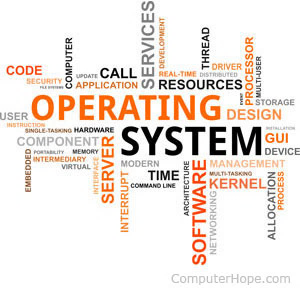 SERVICES
DEVELOPMENT
THREAD
COMPUTER
CODE
SECURITY
FILE SYSTEMS
UPDATE
CALL
APPLICATION
REAL-TIME
DISTRIBUTED
DRIVER
PROCESSOR
MULTI-USER
EVENT
RESOURCES
STORAGE
USER
OPERATING
DESIGN
INSTRUCTION
SINGLE-TASKING
HARDWARE
SYSTEM
INSTALLATION
GUI
COMPONENT
DEVICE
EMBEDDED
PORTABILITY
MEMORY
INTERMEDIARY
VIRTUAL
INTERFACE
SERVER
INTERRUPT
MODERN
TIME
COMMAND LINE
ARCHITECTURE
SOFTWARE
NETWORKING
MANAGEMENT
MULTI-TASKING
KERNEL
ALLOCATION
PROCESS
ComputerHope.com